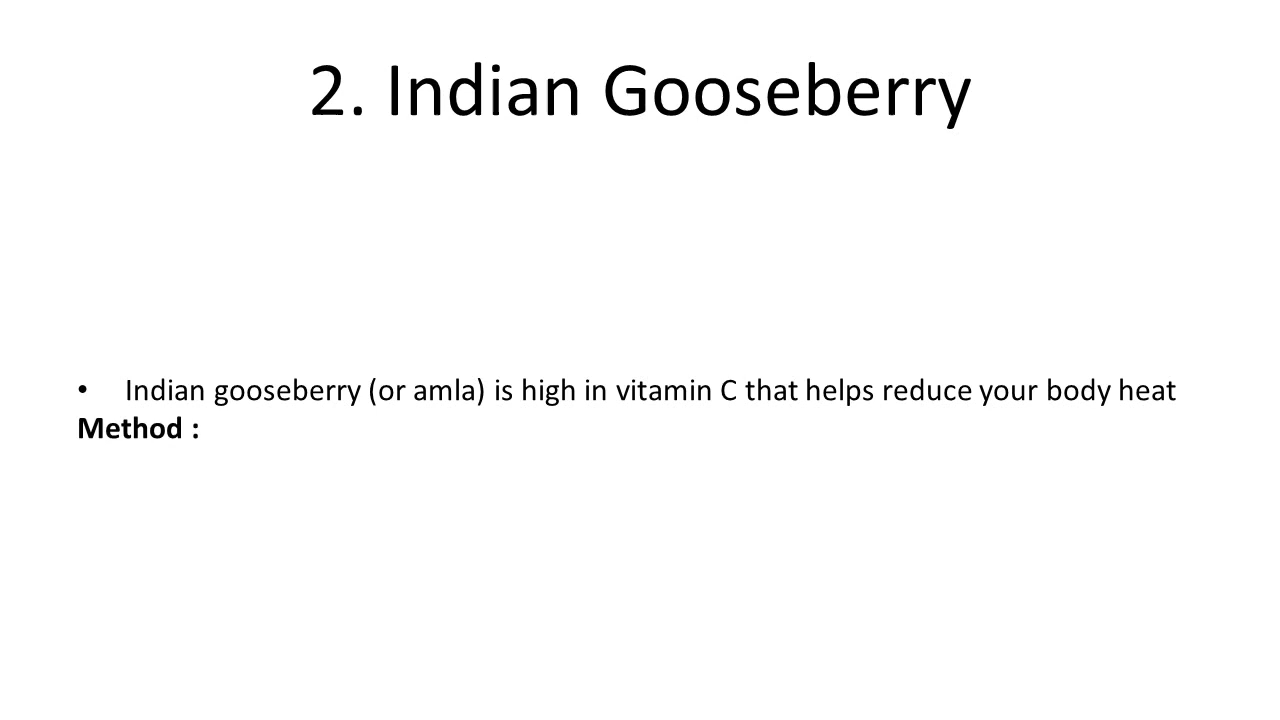 2. Indian Gooseberry
• Indian gooseberry (or amla) is high in vitamin C that helps reduce your body heat
Method :